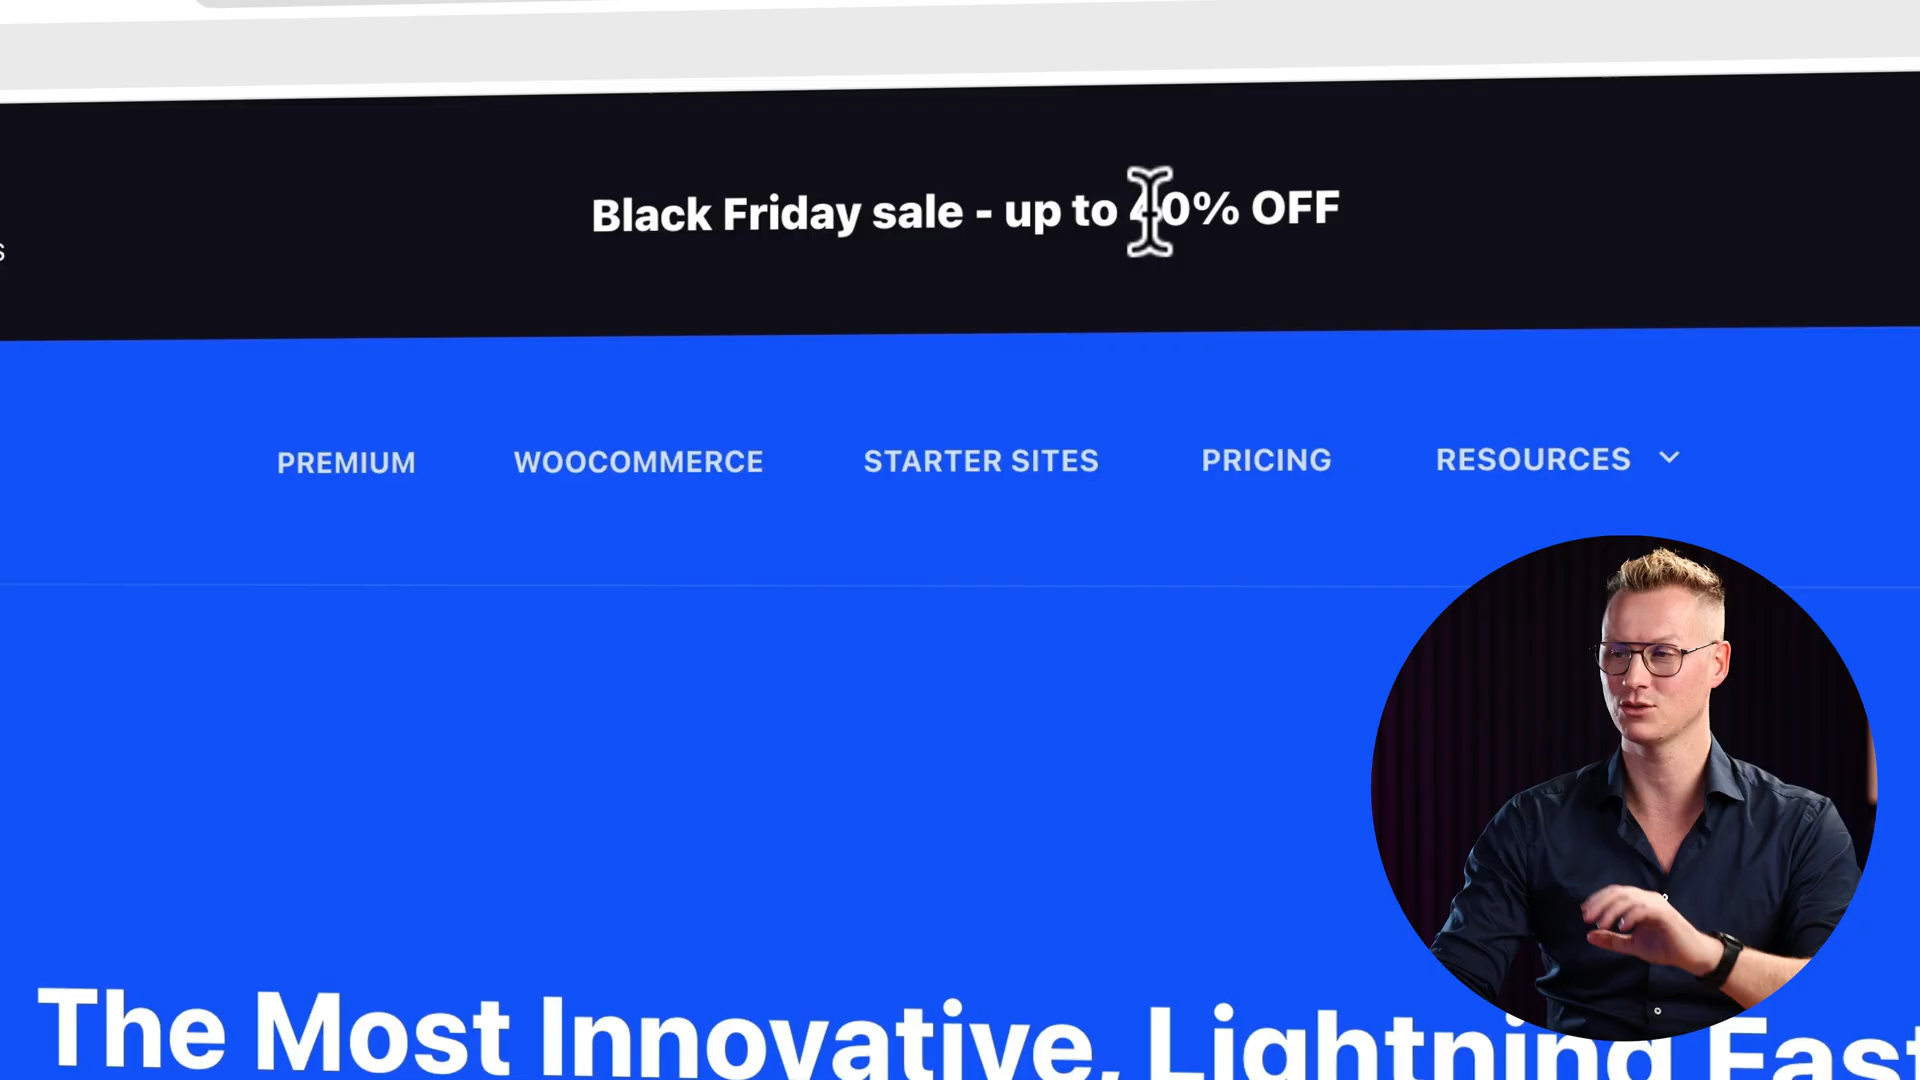 Black Friday sale - up to 40% OFF
PREMIUM WOOCOMMERCE STARTER SITES PRICING RESOURCES
The Most Innovative, Lightning Fast